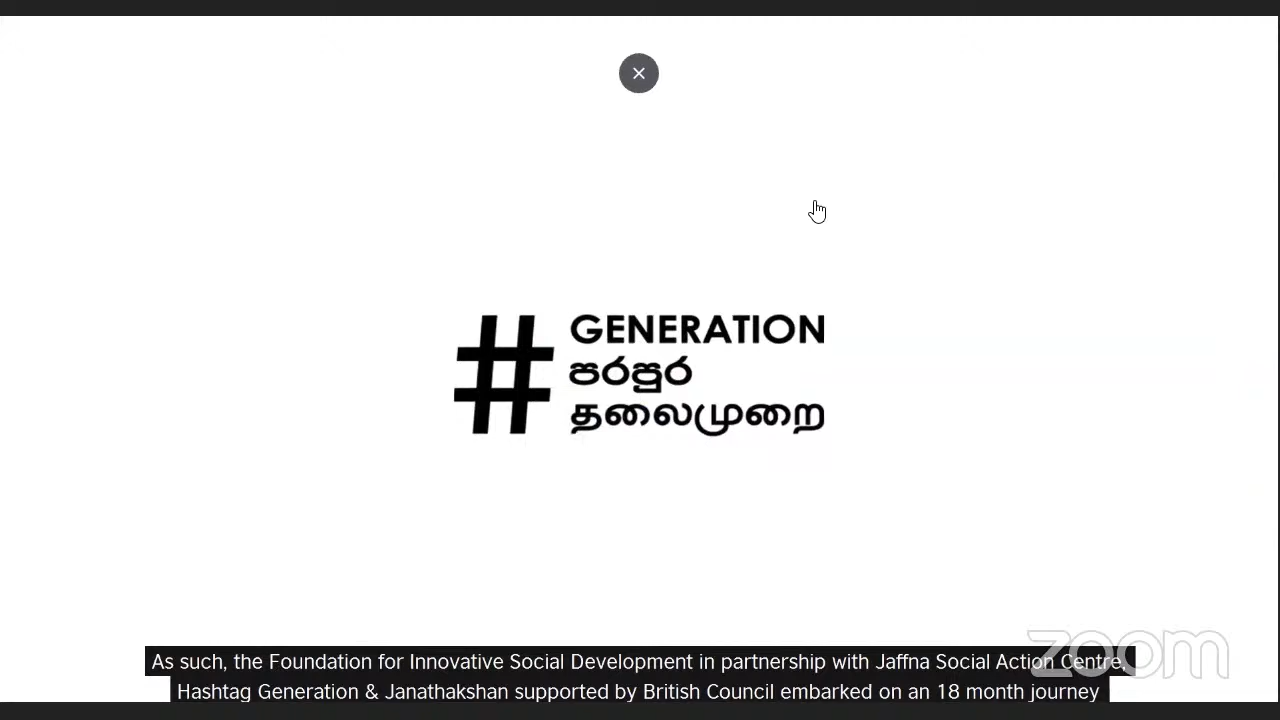 # GENERATION
පරපුර
தலைமுறை
zoom
As such, the Foundation for Innovative Social Development in partnership with Jaffna Social Action Centre,
Hashtag Generation & Janathakshan supported by British Council embarked on an 18 month journey